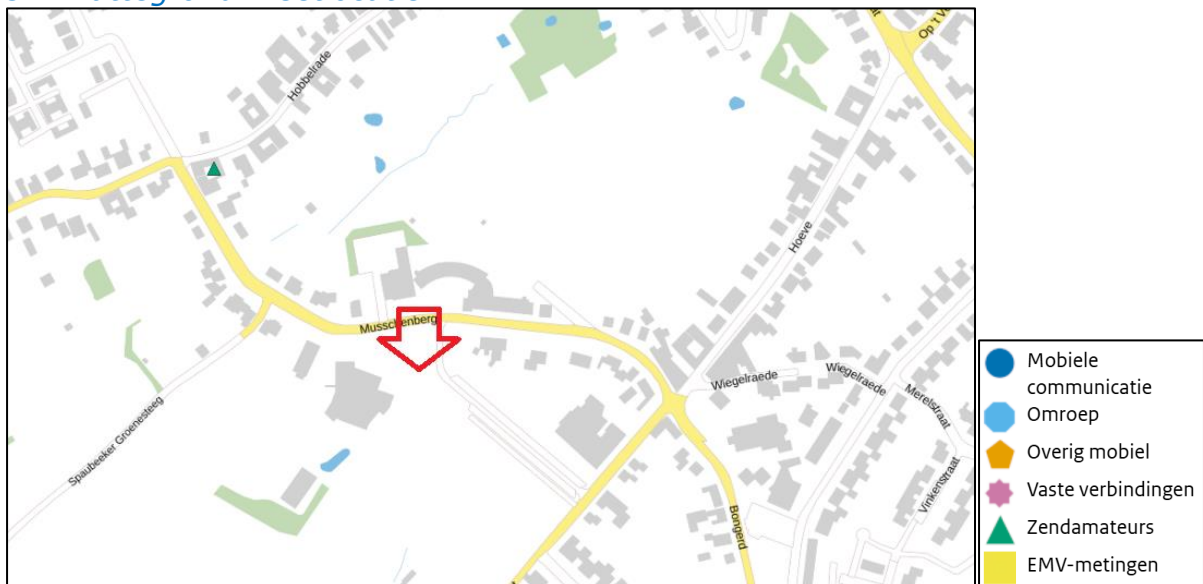 Hobbelrade
Op 't Ve
Hoeve
Musschenberg
Wiegelraede
Wiegelraede
Merelstraat
Spaubeeker Groenesteeg
Vinkenstraat
Bongerd
Mobiele
communicatie
Omroep
Overig mobiel
Vaste verbindingen
Zendamateurs
EMV-metingen